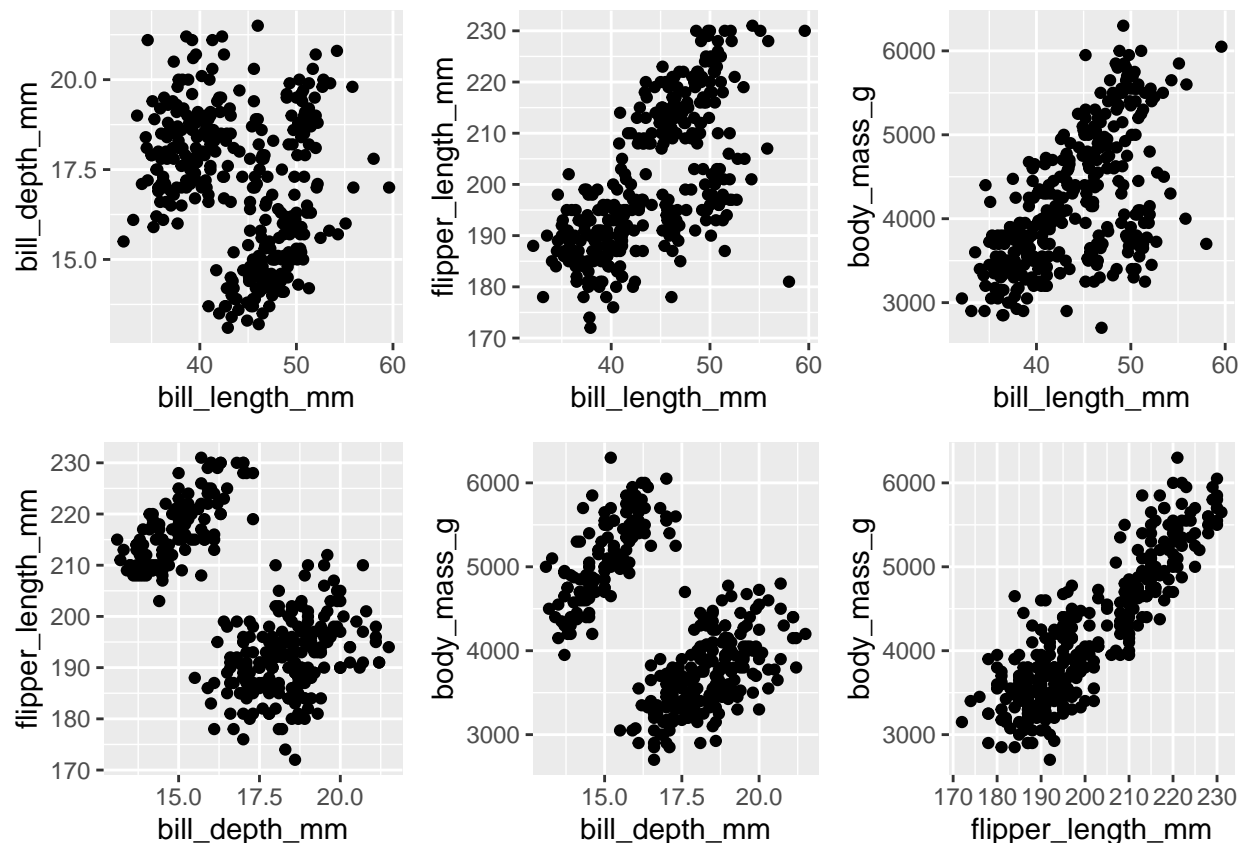 20.0
17.5
15.0
bill_depth_mm
40 50 60
bill_length_mm
230
220
210
200
190
180
170
flipper_length_mm
40 50 60
bill_length_mm
6000
5000
4000
3000
body_mass_g
40 50 60
bill_length_mm
230
220
210
200
190
180
170
flipper_length_mm
15.0 17.5 20.0
bill_depth_mm
6000
5000
4000
3000
body_mass_g
15.0 17.5 20.0
bill_depth_mm
6000
5000
4000
3000
body_mass_g
170 180 190 200 210 220 230
flipper_length_mm